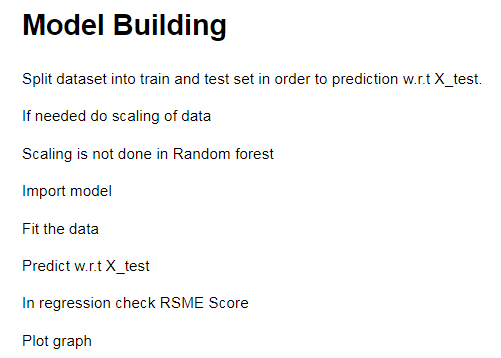 Model Building
Split dataset into train and test set in order to prediction w.r.t X_test.
If needed do scaling of data
Scaling is not done in Random forest
Import model
Fit the data
Predict w.r.t X_test
In regression check RSME Score
Plot graph